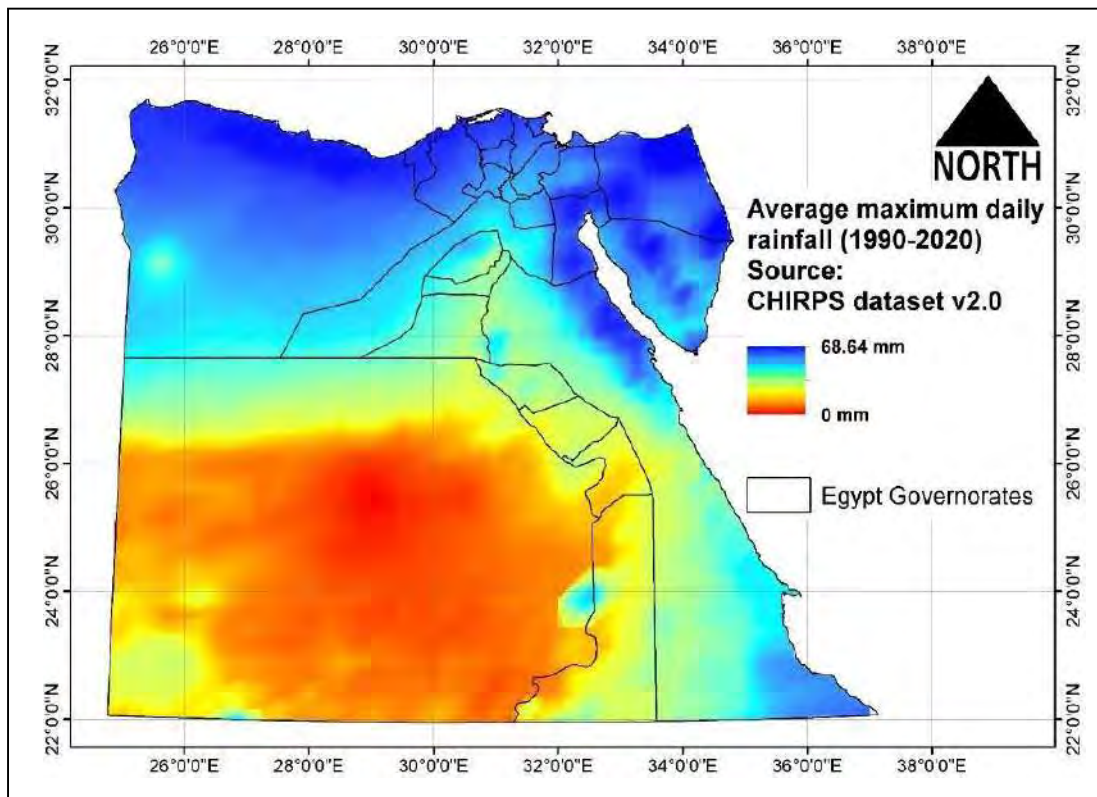 26°0'0"E 28°0'0"E 30°0'0"E 32°0'0"E 34°0'0"E 36°0'0"E 38°0'0"E
32°0'0"N 32°0'0"N
NORTH
30°0'0"N 30°0'0"N
Average maximum daily
rainfall (1990-2020)
Source:
CHIRPS dataset v2.0
28°0'0"N 28°0'0"N
68.64 mm
0 mm
26°0'0"N 26°0'0"N
Egypt Governorates
24°0'0"N 24°0'0"N
22°0'0"N 22°0'0"N
26°0'0"E 28°0'0"E 30°0'0"E 32°0'0"E 34°0'0"E 36°0'0"E 38°0'0"E